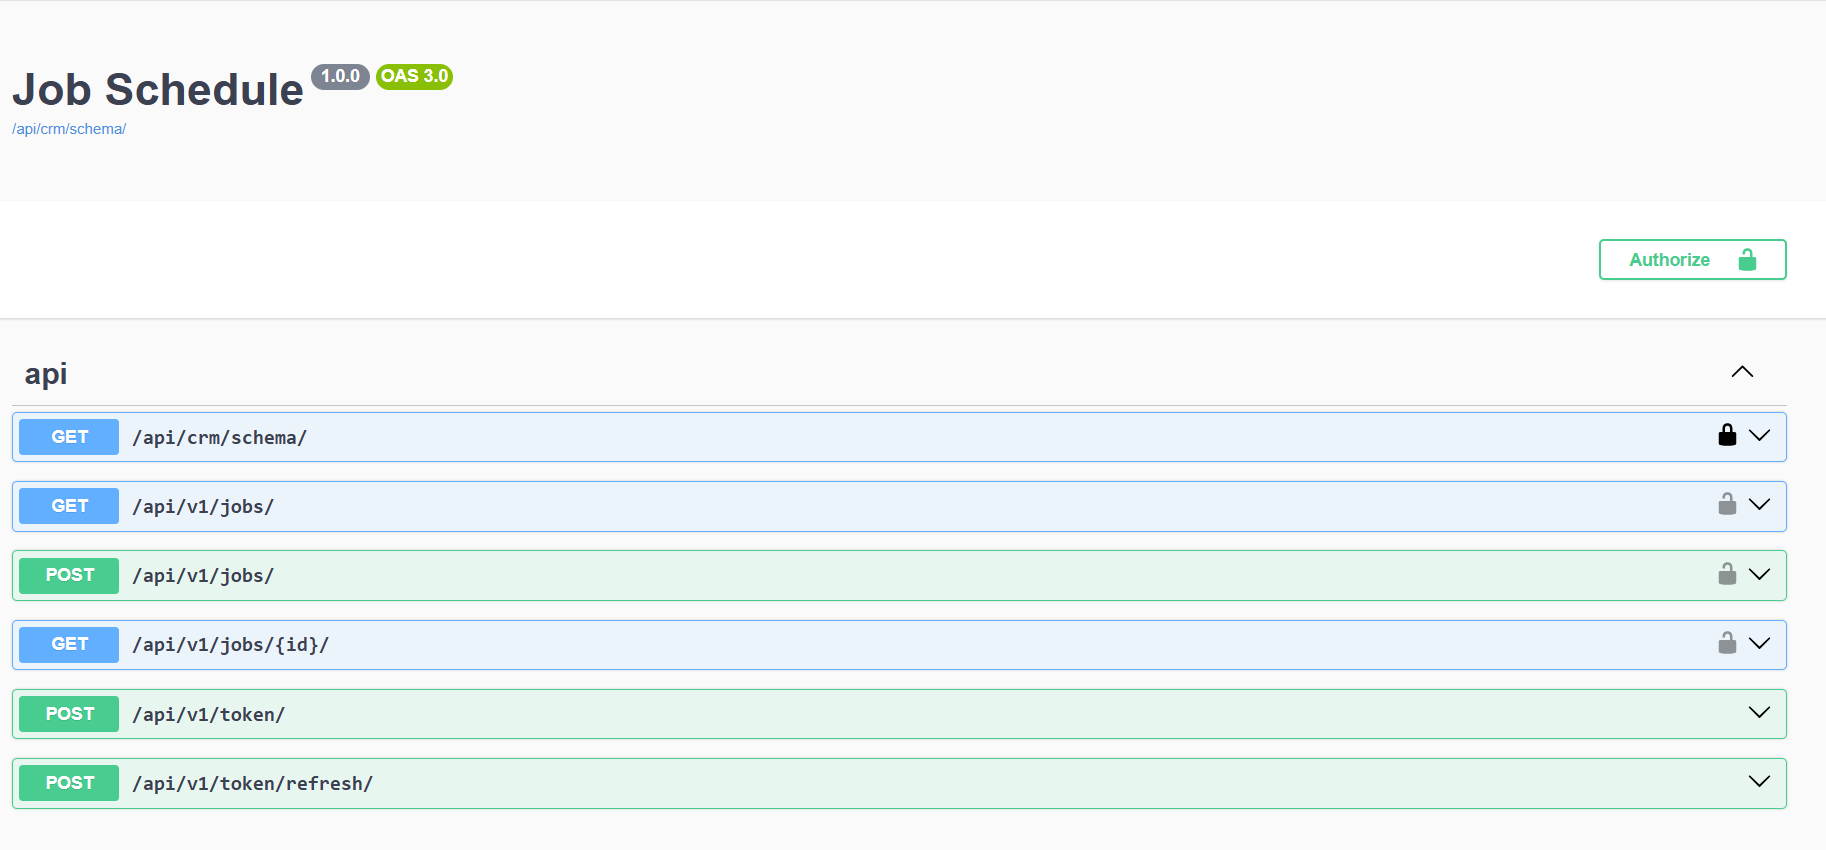 Job Schedule 1.0.0 OAS 3.0
/api/crm/schema/
Authorize
api
GET /api/crm/schema/
GET /api/v1/jobs/
POST /api/v1/jobs/
GET /api/v1/jobs/{id}/
POST /api/v1/token/
POST /api/v1/token/refresh/